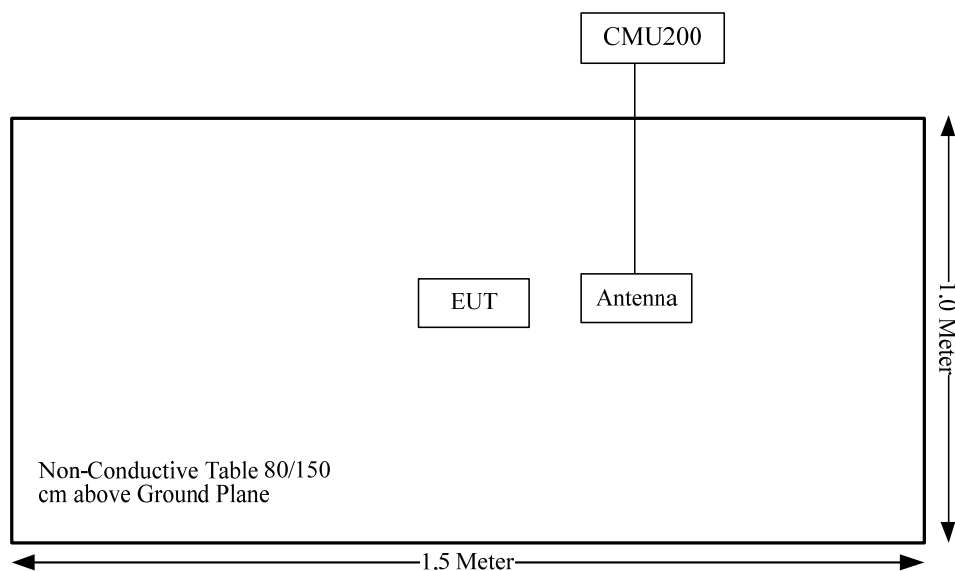 CMU200
EUT
Antenna
1.0 Meter
Non-Conductive Table 80/150
cm above Ground Plane
1.5 Meter